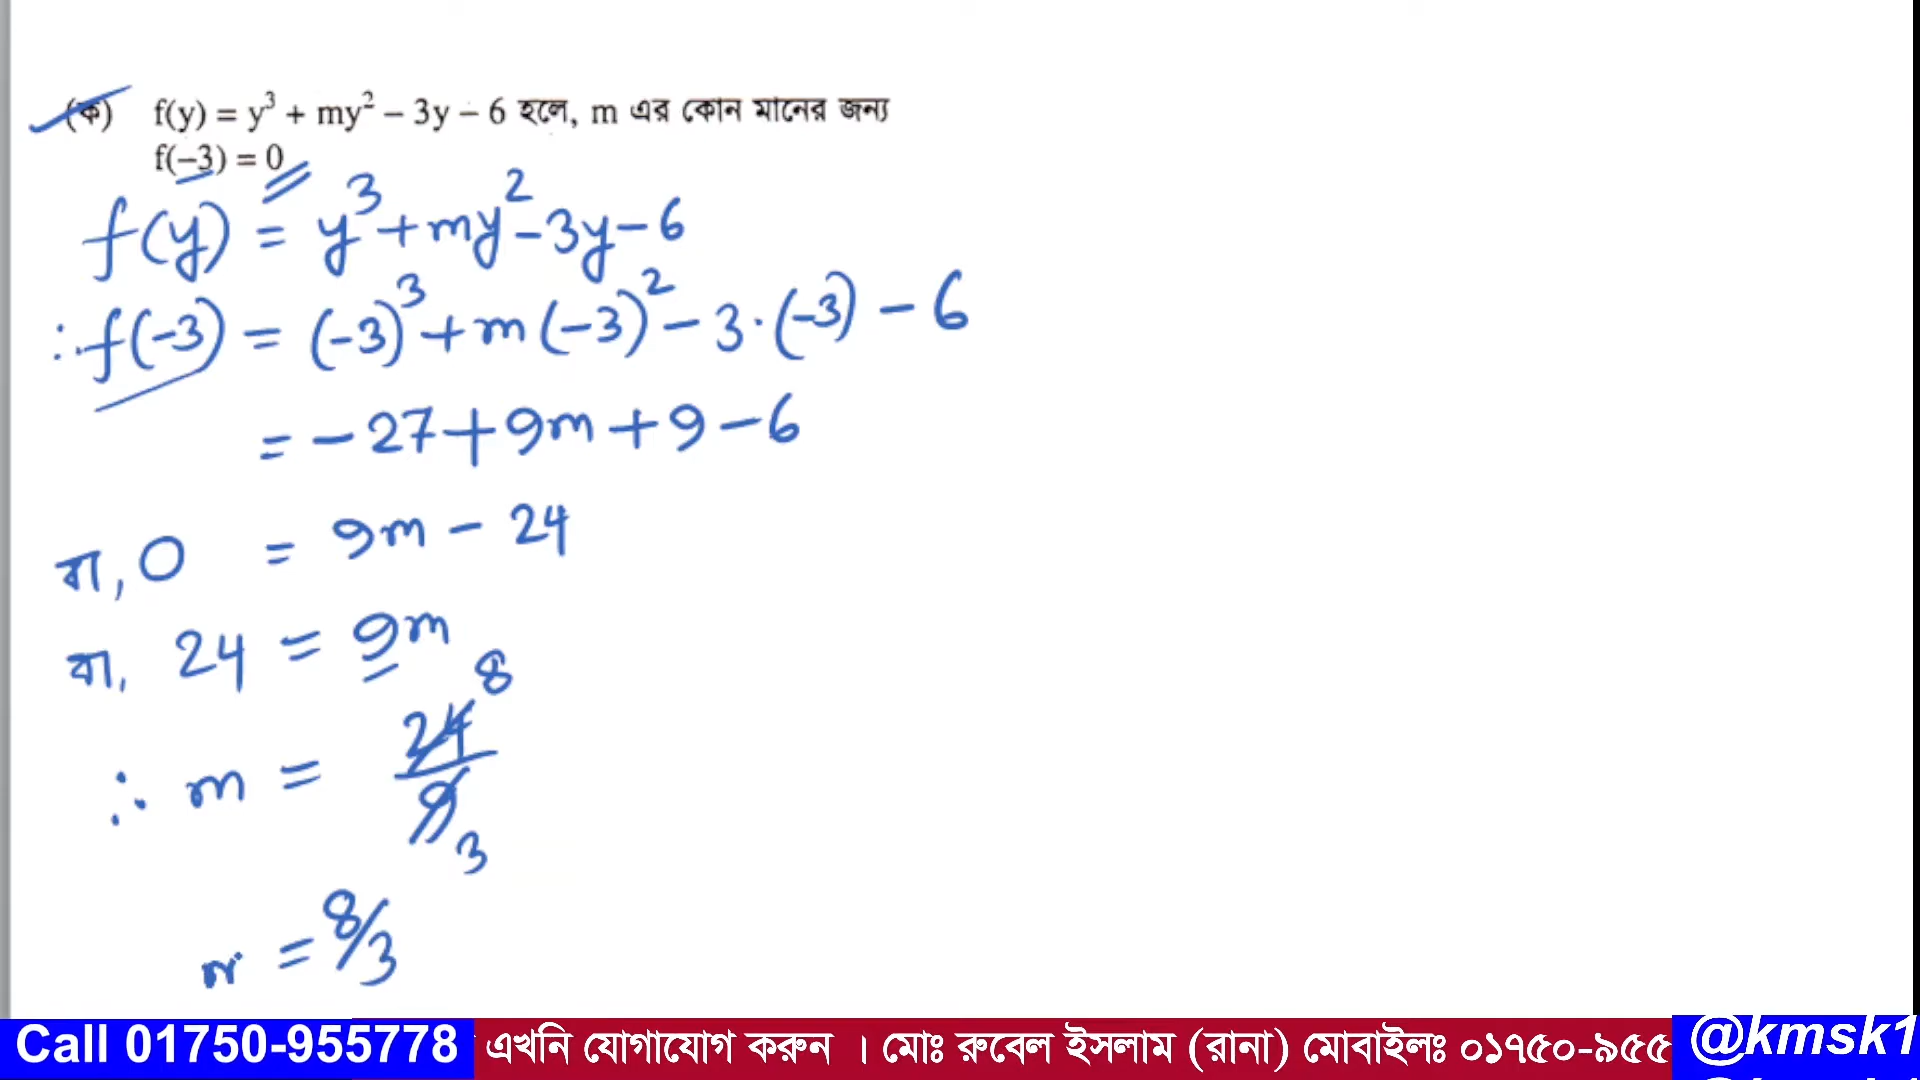 (ক) f(y) = y³ + my² – 3y – 6 হলে, m এর কোন মানের জন্য
f(–3) = 0
f(y) = y³ + my² - 3y - 6
∴ f(-3) = (-3)³ + m(-3)² - 3·(-3) - 6
= - 27 + 9m + 9 - 6
বা, 0 = 9m - 24
বা, 24 = 9m
8
∴ m = 24/9
3
m = 8/3
Call 01750-955778 এখনি যোগাযোগ করুন । মোঃ রুবেল ইসলাম (রানা) মোবাইলঃ ০১৭৫০-৯৫৫ @kmsk1